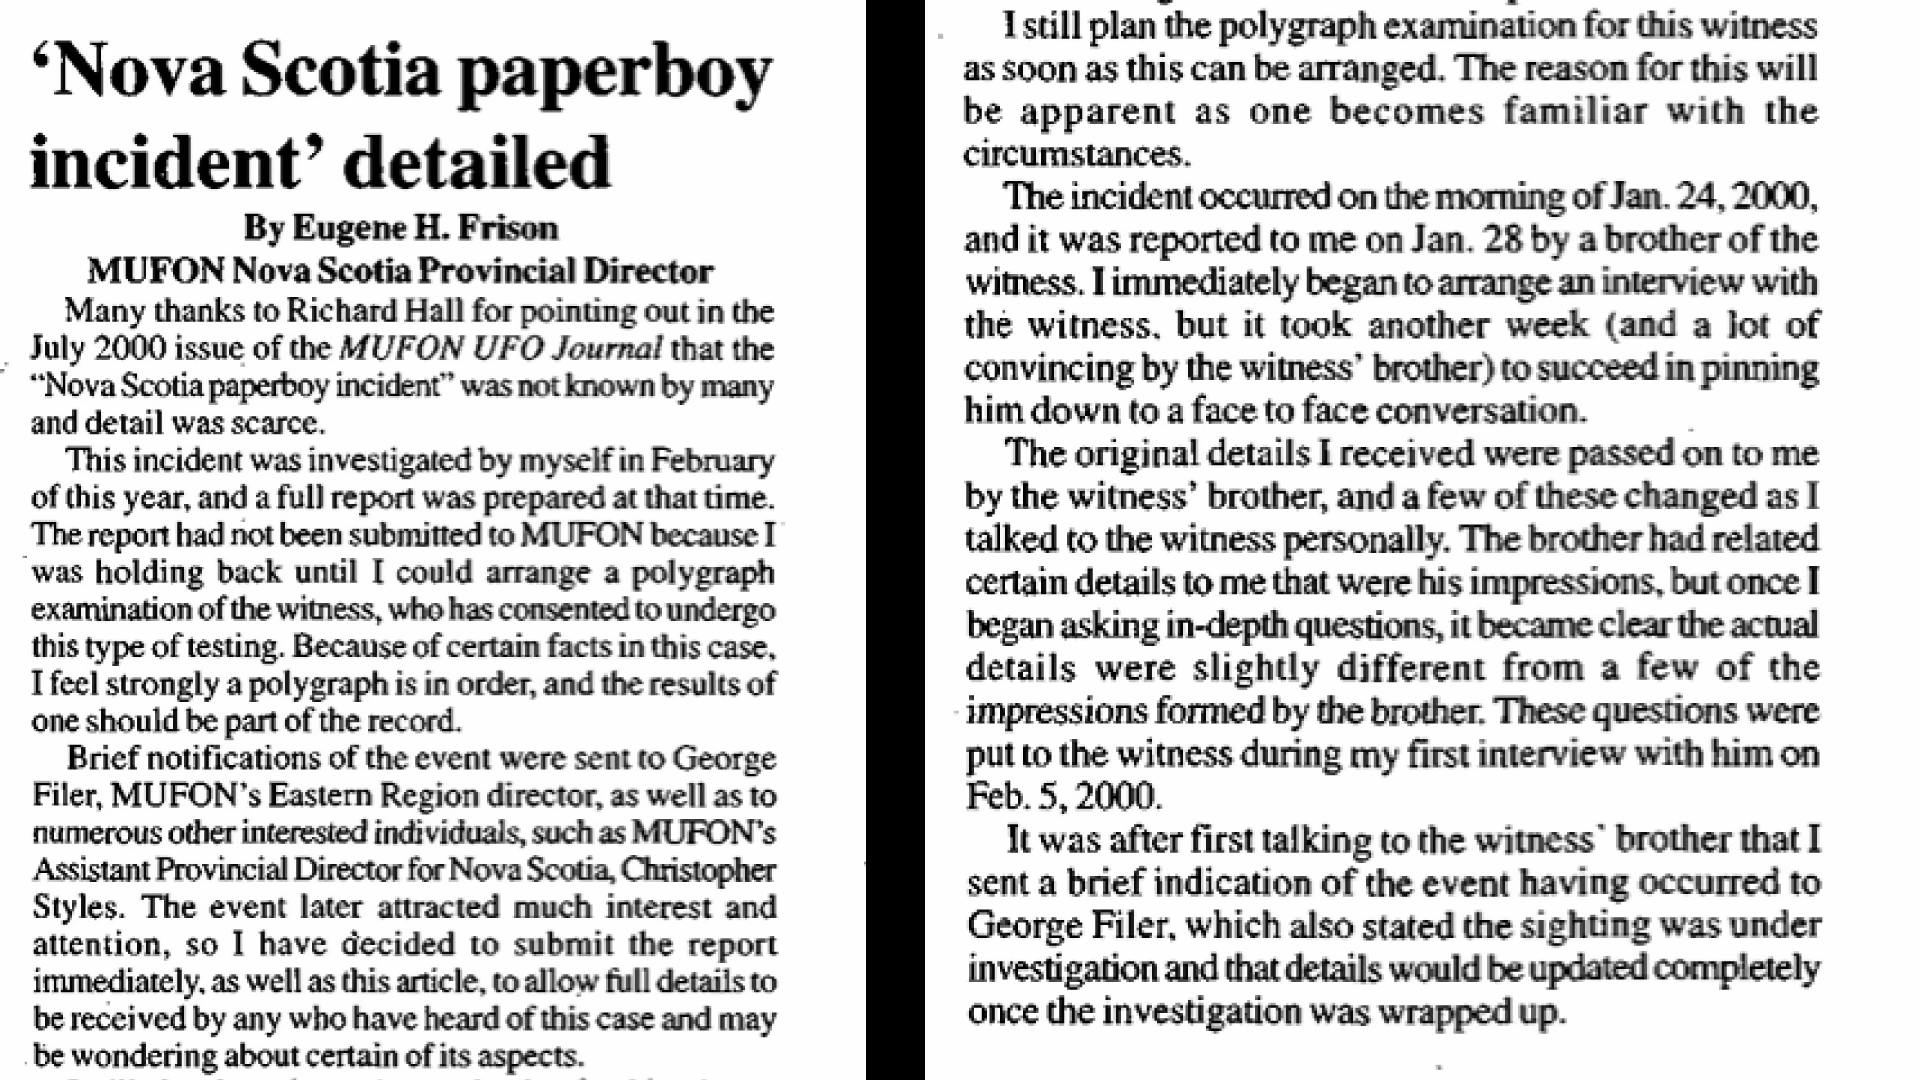 ‘Nova Scotia paperboy
incident’ detailed
By Eugene H. Frison
MUFON Nova Scotia Provincial Director
Many thanks to Richard Hall for pointing out in the
July 2000 issue of the MUFON UFO Journal that the
“Nova Scotia paperboy incident” was not known by many
and detail was scarce.
This incident was investigated by myself in February
of this year, and a full report was prepared at that time.
The report had not been submitted to MUFON because I
was holding back until I could arrange a polygraph
examination of the witness, who has consented to undergo
this type of testing. Because of certain facts in this case,
I feel strongly a polygraph is in order, and the results of
one should be part of the record.
Brief notifications of the event were sent to George
Filer, MUFON’s Eastern Region director, as well as to
numerous other interested individuals, such as MUFON’s
Assistant Provincial Director for Nova Scotia, Christopher
Styles. The event later attracted much interest and
attention, so I have decided to submit the report
immediately, as well as this article, to allow full details to
be received by any who have heard of this case and may
be wondering about certain of its aspects.
I still plan the polygraph examination for this witness
as soon as this can be arranged. The reason for this will
be apparent as one becomes familiar with the
circumstances.
The incident occurred on the morning of Jan. 24, 2000,
and it was reported to me on Jan. 28 by a brother of the
witness. I immediately began to arrange an interview with
the witness, but it took another week (and a lot of
convincing by the witness’ brother) to succeed in pinning
him down to a face to face conversation.
The original details I received were passed on to me
by the witness’ brother, and a few of these changed as I
talked to the witness personally. The brother had related
certain details to me that were his impressions, but once I
began asking in-depth questions, it became clear the actual
details were slightly different from a few of the
impressions formed by the brother. These questions were
put to the witness during my first interview with him on
Feb. 5, 2000.
It was after first talking to the witness’ brother that I
sent a brief indication of the event having occurred to
George Filer, which also stated the sighting was under
investigation and that details would be updated completely
once the investigation was wrapped up.